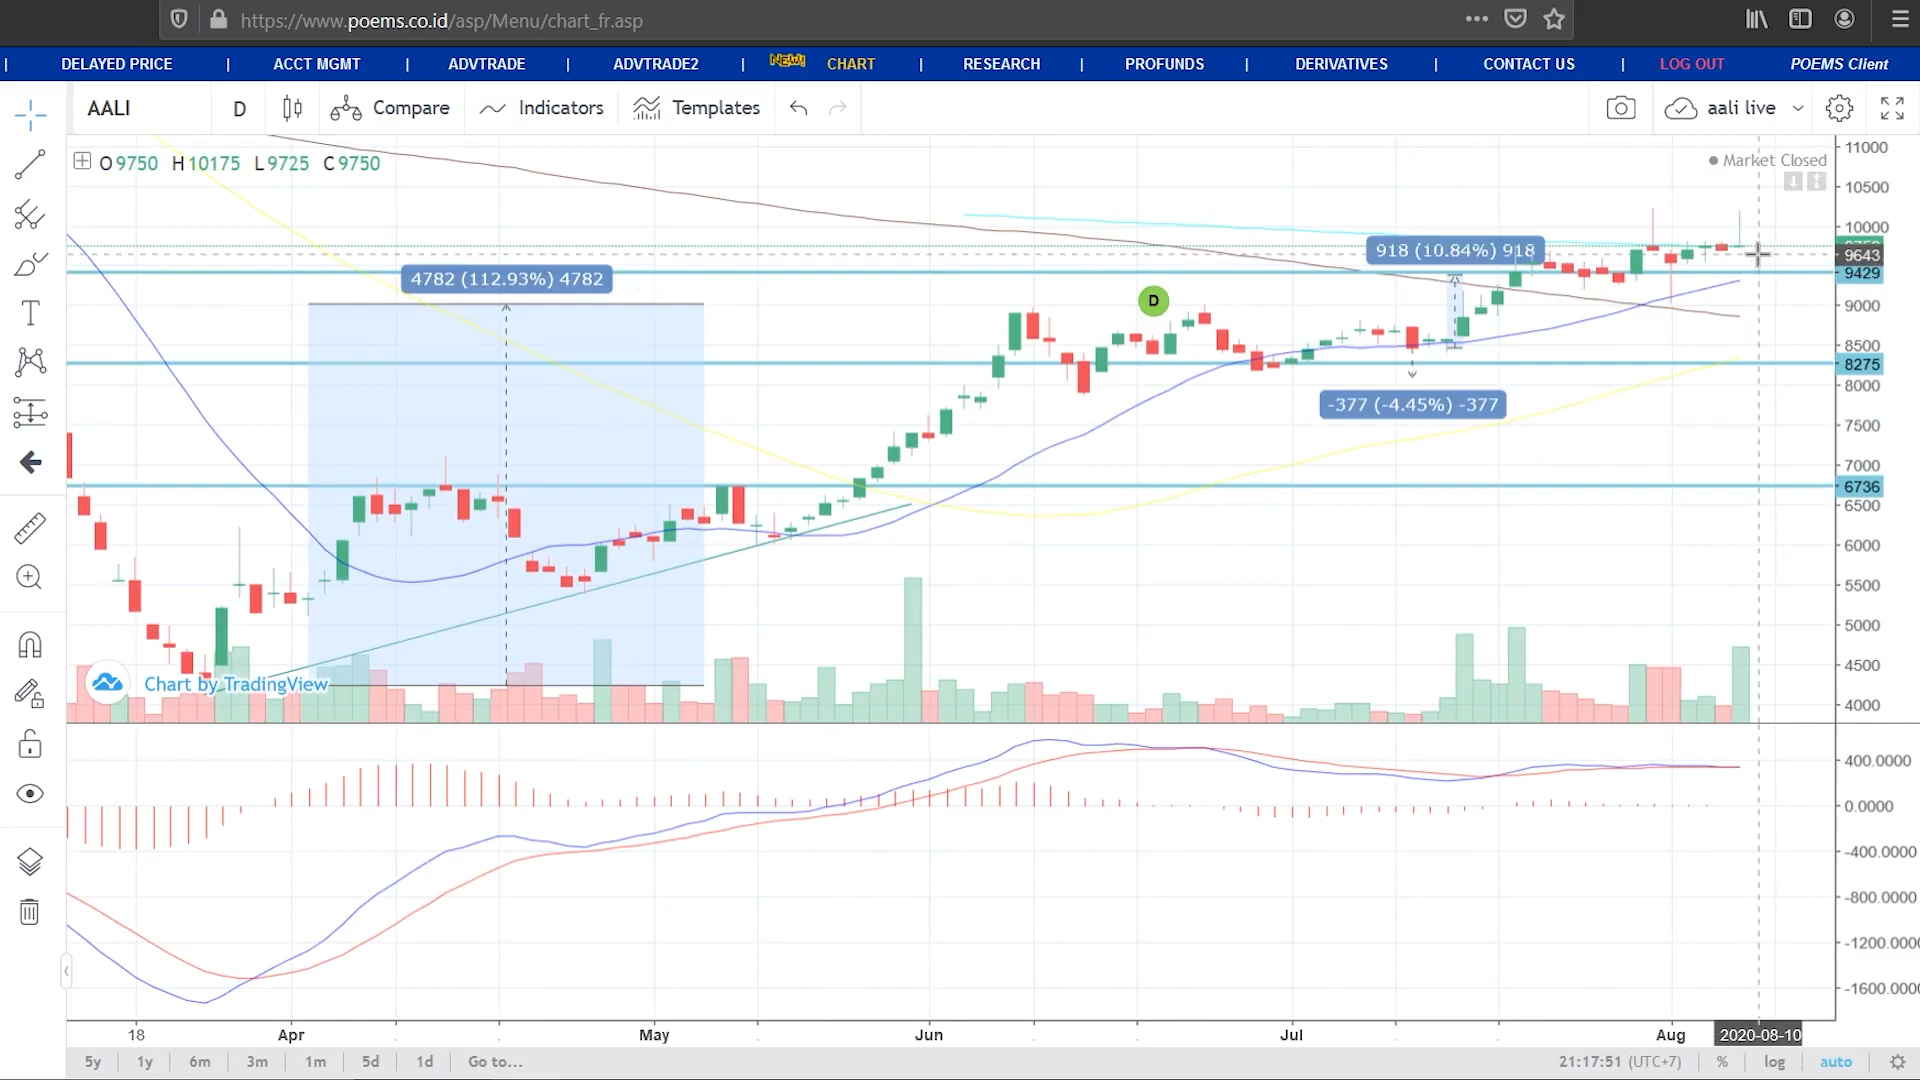 https://www.poems.co.id/asp/Menu/chart_fr.asp
| DELAYED PRICE | ACCT MGMT | ADVTRADE | ADVTRADE2 | NEW! CHART | RESEARCH | PROFUNDS | DERIVATIVES | CONTACT US | LOG OUT POEMS Client
AALI D Compare Indicators Templates aali live
O9750 H10175 L9725 C9750
Market Closed
11000
10500
10000
9643
9429
9000
8500
8275
8000
7500
7000
6736
6500
6000
5500
5000
4500
4000
918 (10.84%) 918
4782 (112.93%) 4782
D
-377 (-4.45%) -377
Chart by TradingView
400.0000
0.0000
-400.0000
-800.0000
-1200.0000
-1600.0000
18 Apr May Jun Jul Aug 2020-08-10
5y 1y 6m 3m 1m 5d 1d Go to... 21:17:51 (UTC+7) % log auto